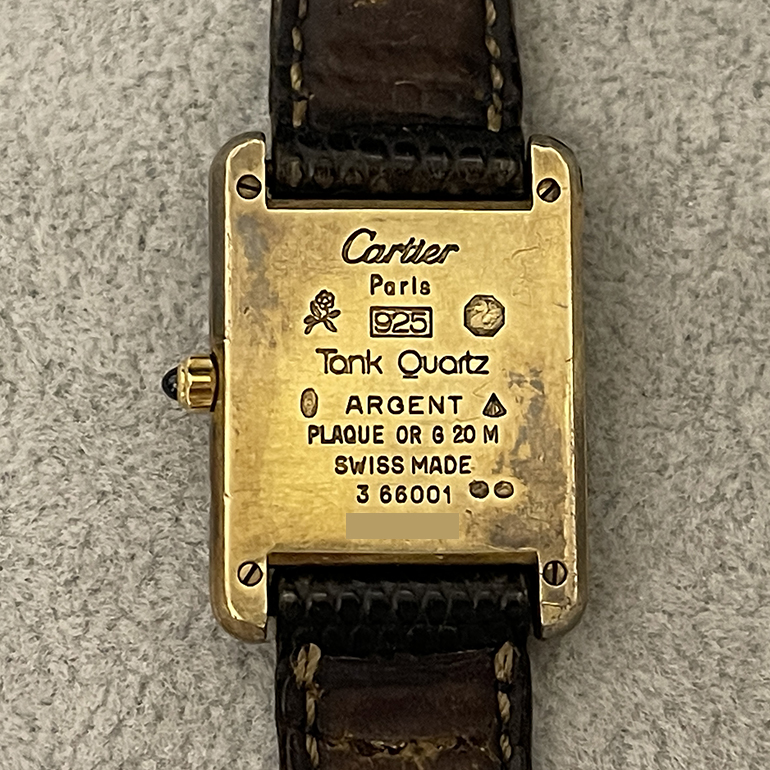 Cartier
Paris
925
Tank Quartz
ARGENT
PLAQUE OR G 20 M
SWISS MADE
3 66001